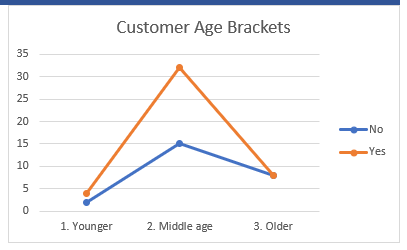 Customer Age Brackets
35
30
25
20
15
10
5
0
1. Younger 2. Middle age 3. Older
No
Yes